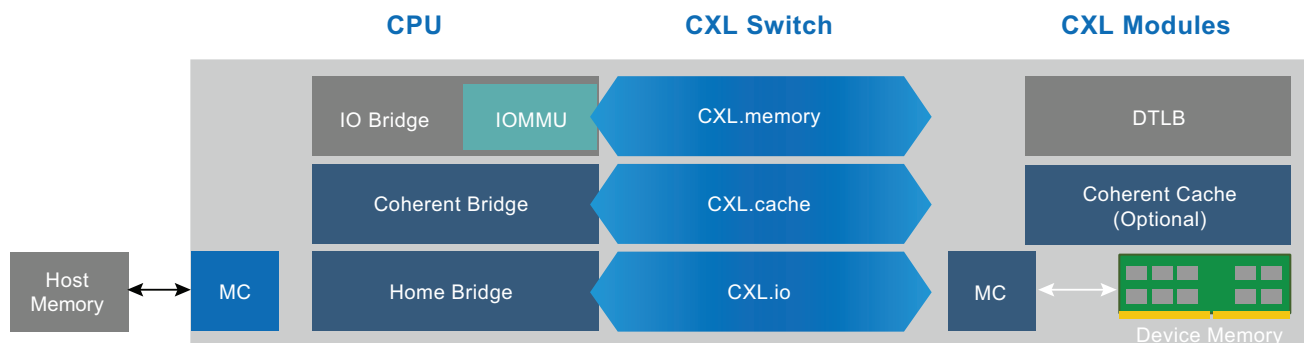 CPU
CXL Switch
CXL Modules
IO Bridge
IOMMU
CXL.memory
DTLB
Coherent Bridge
CXL.cache
Coherent Cache
(Optional)
Host
Memory
MC
Home Bridge
CXL.io
MC
Device Memory